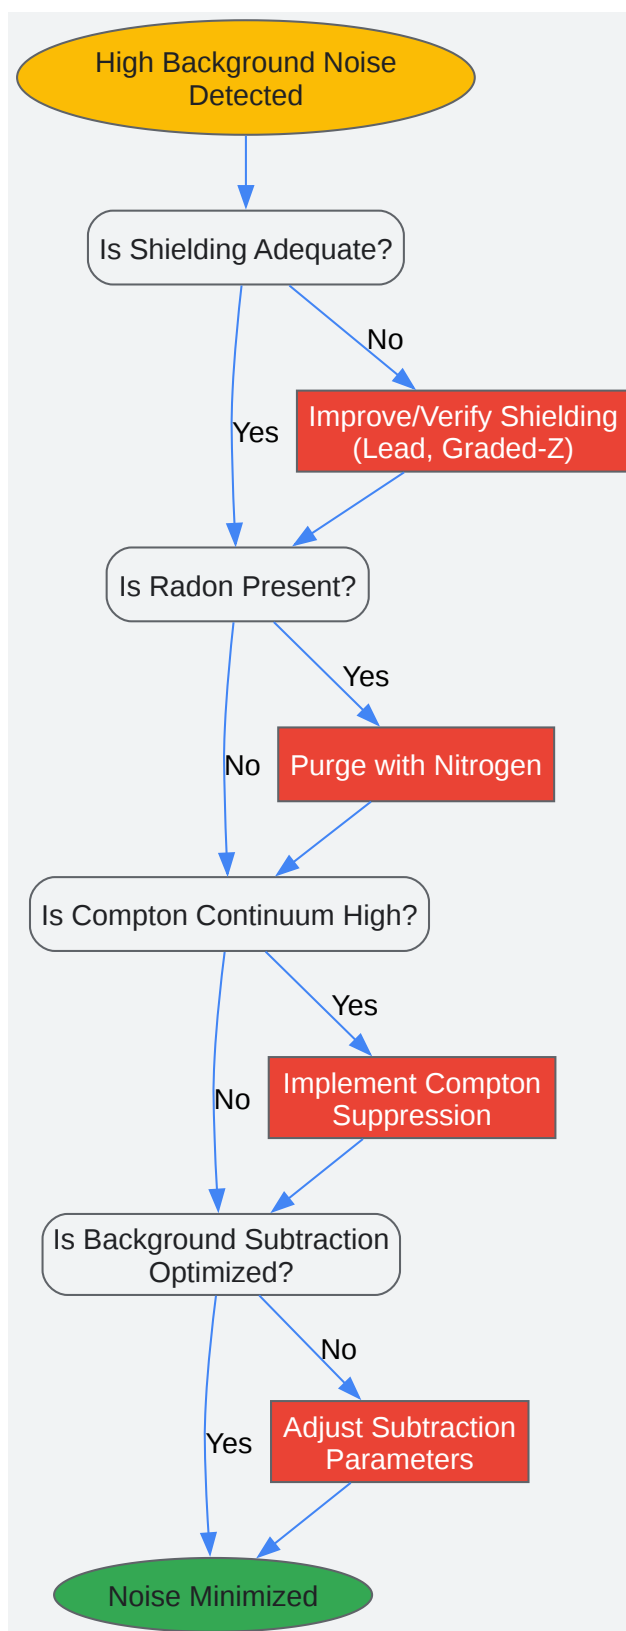 High Background Noise
Detected
Is Shielding Adequate?
No
Improve/Verify Shielding
(Lead, Graded-Z)
Yes
Is Radon Present?
Yes
Purge with Nitrogen
No
Is Compton Continuum High?
Yes
Implement Compton
Suppression
No
Is Background Subtraction
Optimized?
No
Adjust Subtraction
Parameters
Yes
Noise Minimized